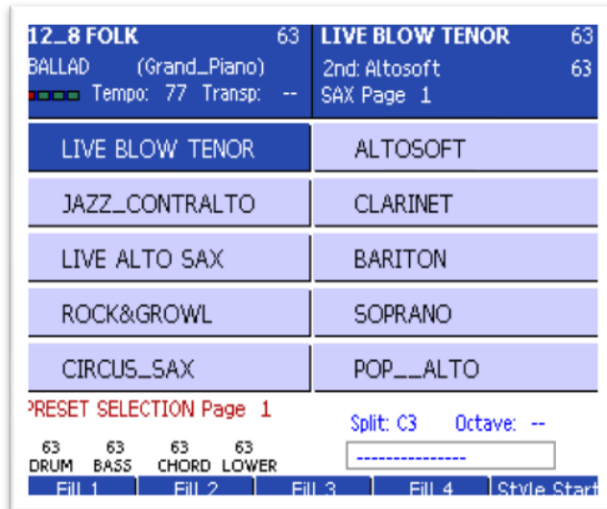 12_8 FOLK 63 LIVE BLOW TENOR 63
BALLAD (Grand_Piano) 2nd: Altosoft 63
Tempo: 77 Transp: -- SAX Page 1
LIVE BLOW TENOR ALTOSOFT
JAZZ_CONTRALTO CLARINET
LIVE ALTO SAX BARITON
ROCK&GROWL SOPRANO
CIRCUS_SAX POP__ALTO
PRESET SELECTION Page 1 Split: C3 Octave: --
63 63 63 63 ---------------
DRUM BASS CHORD LOWER
Fill 1 Fill 2 Fill 3 Fill 4 Style Start